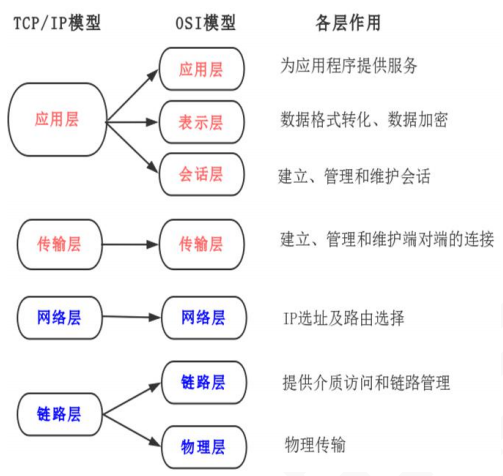 TCP/IP模型 OSI模型 各层作用
应用层 为应用程序提供服务
应用层 表示层 数据格式转化、数据加密
会话层 建立、管理和维护会话
传输层 传输层 建立、管理和维护端对端的连接
网络层 网络层 IP选址及路由选择
链路层 提供介质访问和链路管理
链路层
物理层 物理传输